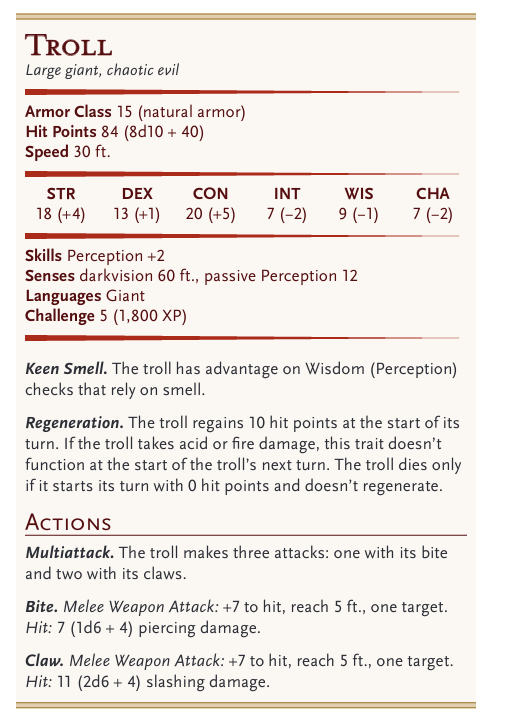 Troll
Large giant, chaotic evil
Armor Class 15 (natural armor)
Hit Points 84 (8d10 + 40)
Speed 30 ft.
STR DEX CON INT WIS CHA
18 (+4) 13 (+1) 20 (+5) 7 (−2) 9 (−1) 7 (−2)
Skills Perception +2
Senses darkvision 60 ft., passive Perception 12
Languages Giant
Challenge 5 (1,800 XP)
Keen Smell. The troll has advantage on Wisdom (Perception)
checks that rely on smell.
Regeneration. The troll regains 10 hit points at the start of its
turn. If the troll takes acid or fire damage, this trait doesn’t
function at the start of the troll’s next turn. The troll dies only
if it starts its turn with 0 hit points and doesn’t regenerate.
Actions
Multiattack. The troll makes three attacks: one with its bite
and two with its claws.
Bite. Melee Weapon Attack: +7 to hit, reach 5 ft., one target.
Hit: 7 (1d6 + 4) piercing damage.
Claw. Melee Weapon Attack: +7 to hit, reach 5 ft., one target.
Hit: 11 (2d6 + 4) slashing damage.